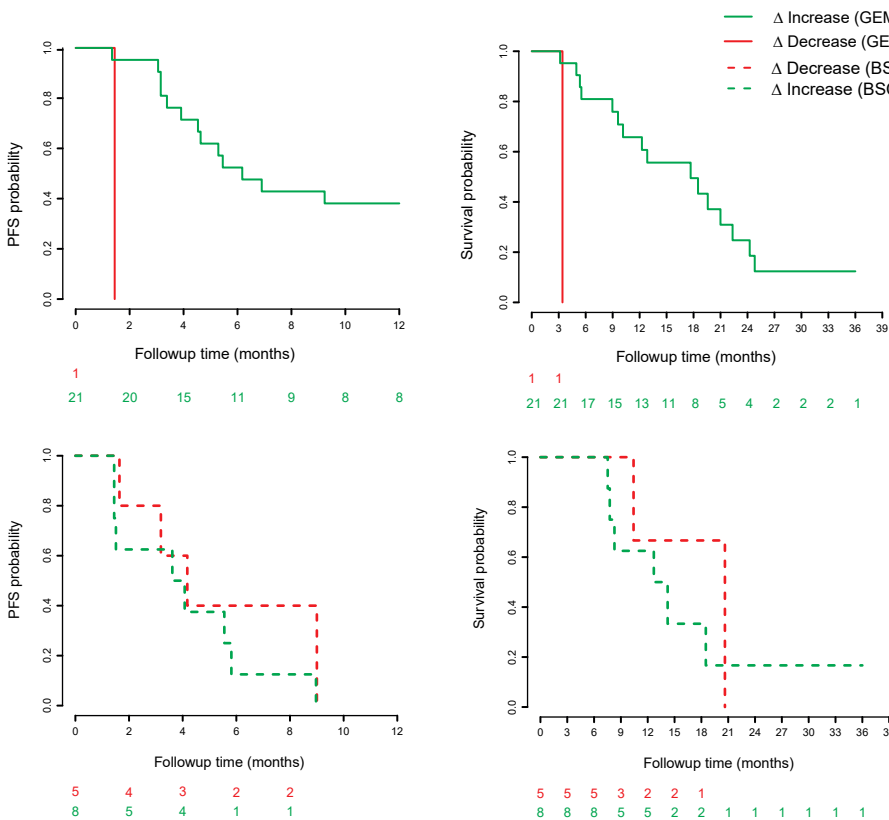 Δ Increase (GEM
Δ Decrease (GE
Δ Decrease (BS
Δ Increase (BSC
PFS probability
1.0
0.8
0.6
0.4
0.2
0.0
0 2 4 6 8 10 12
Followup time (months)
1
21 20 15 11 9 8 8
Survival probability
1.0
0.8
0.6
0.4
0.2
0.0
0 3 6 9 12 15 18 21 24 27 30 33 36 39
Followup time (months)
1 1
21 21 17 15 13 11 8 5 4 2 2 2 1
PFS probability
1.0
0.8
0.6
0.4
0.2
0.0
0 2 4 6 8 10 12
Followup time (months)
5 4 3 2 2
8 5 4 1 1
Survival probability
1.0
0.8
0.6
0.4
0.2
0.0
0 3 6 9 12 15 18 21 24 27 30 33 36
Followup time (months)
5 5 5 3 2 2 1
8 8 8 5 5 2 2 1 1 1 1 1 1